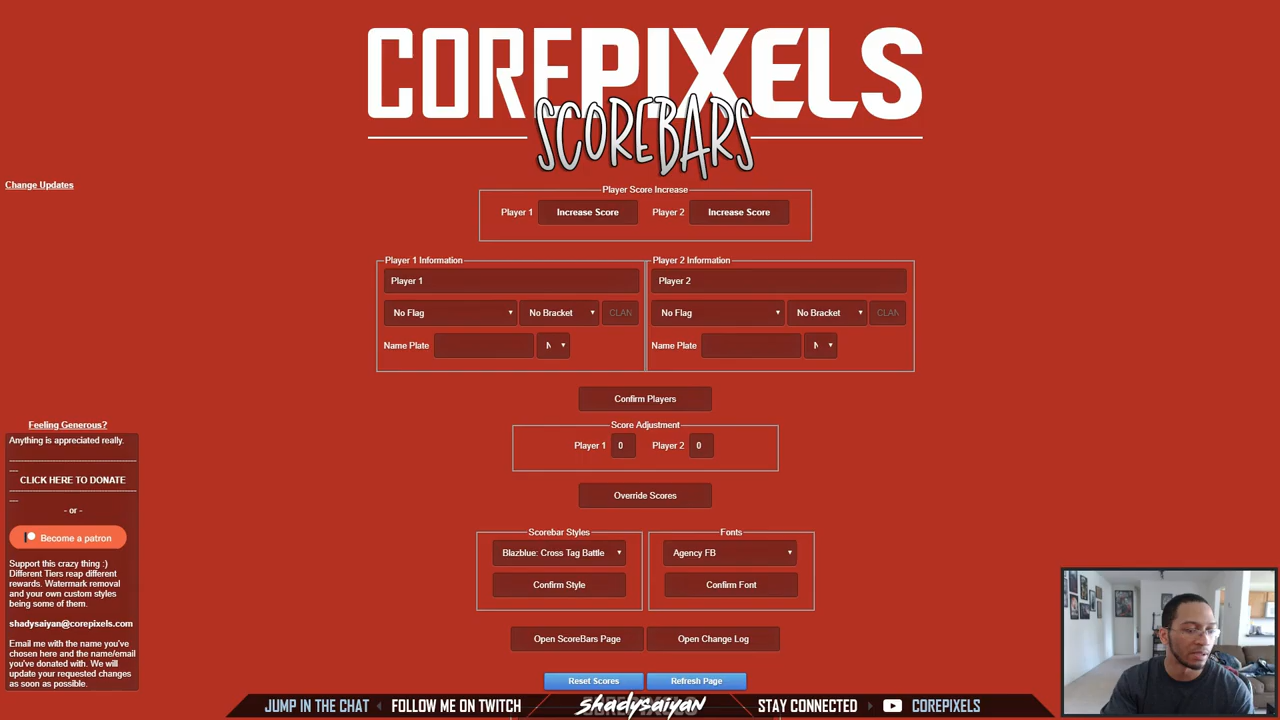 COREPIXELS
SCOREBARS
Change Updates
Player Score Increase
Player 1 Increase Score Player 2 Increase Score
Player 1 Information Player 2 Information
Player 1 Player 2
No Flag No Bracket CLAN No Flag No Bracket CLAN
Name Plate N Name Plate N
Confirm Players
Score Adjustment
Player 1 0 Player 2 0
Override Scores
Scorebar Styles Fonts
Blazblue: Cross Tag Battle Agency FB
Confirm Style Confirm Font
Open ScoreBars Page Open Change Log
Reset Scores Refresh Page
Feeling Generous?
Anything is appreciated really.
CLICK HERE TO DONATE
- or -
Become a patron
Support this crazy thing :)
Different Tiers reap different
rewards. Watermark removal
and your own custom styles
being some of them.
shadysaiyan@corepixels.com
Email me with the name you've
chosen here and the name/email
you've donated with. We will
update your requested changes
as soon as possible.
JUMP IN THE CHAT FOLLOW ME ON TWITCH shadysaiyan STAY CONNECTED COREPIXELS